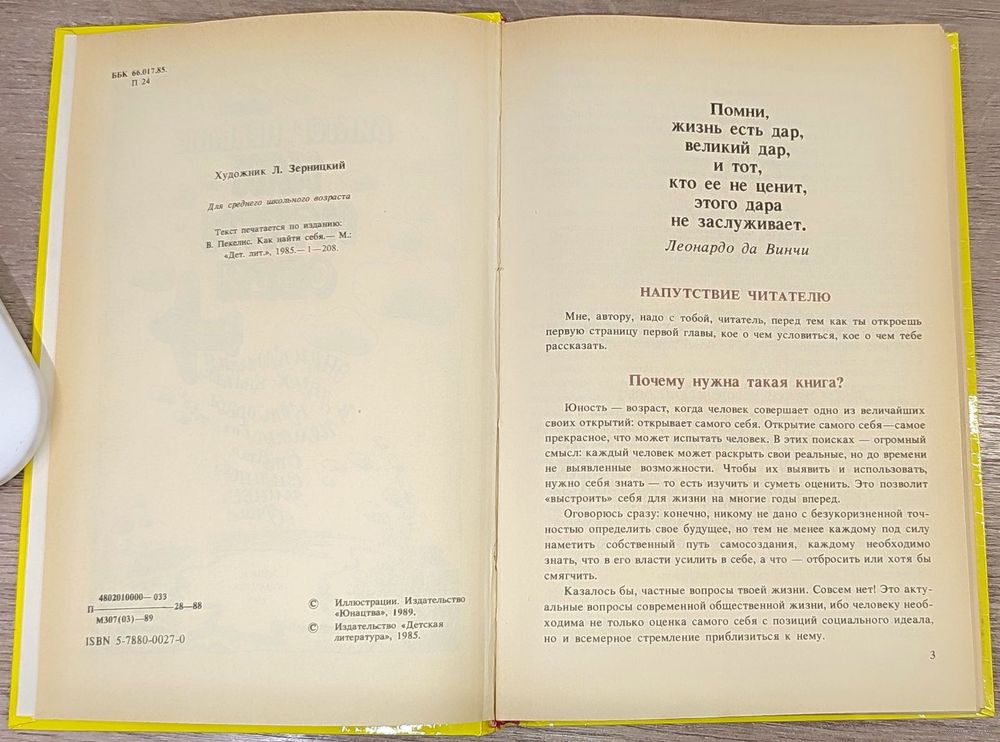 ББК 66.017.85.
П 24
Художник Л. Зерницкий
Для среднего школьного возраста
Текст печатается по изданию:
В. Пекелис. Как найти себя.— М.:
«Дет. лит.», 1985.— 1—208.
4802010000— 033
П————————28—88
М307(03)—89
ISBN 5-7880-0027-0
© Иллюстрации. Издательство
«Юнацтва», 1989.
© Издательство «Детская
литература», 1985.
Помни,
жизнь есть дар,
великий дар,
и тот,
кто ее не ценит,
этого дара
не заслуживает.
Леонардо да Винчи
НАПУТСТВИЕ ЧИТАТЕЛЮ
Мне, автору, надо с тобой, читатель, перед тем как ты откроешь
первую страницу первой главы, кое о чем условиться, кое о чем тебе
рассказать.
Почему нужна такая книга?
Юность — возраст, когда человек совершает одно из величайших
своих открытий: открывает самого себя. Открытие самого себя—самое
прекрасное, что может испытать человек. В этих поисках — огромный
смысл: каждый человек может раскрыть свои реальные, но до времени
не выявленные возможности. Чтобы их выявить и использовать,
нужно себя знать — то есть изучить и суметь оценить. Это позволит
«выстроить» себя для жизни на многие годы вперед.
Оговорюсь сразу: конечно, никому не дано с безукоризненной точ-
ностью определить свое будущее, но тем не менее каждому под силу
наметить собственный путь самосоздания, каждому необходимо
знать, что в его власти усилить в себе, а что — отбросить или хотя бы
смягчить.
Казалось бы, частные вопросы твоей жизни. Совсем нет! Это акту-
альные вопросы современной общественной жизни, ибо человеку необ-
ходима не только оценка самого себя с позиций социального идеала,
но и всемерное стремление приблизиться к нему.
3